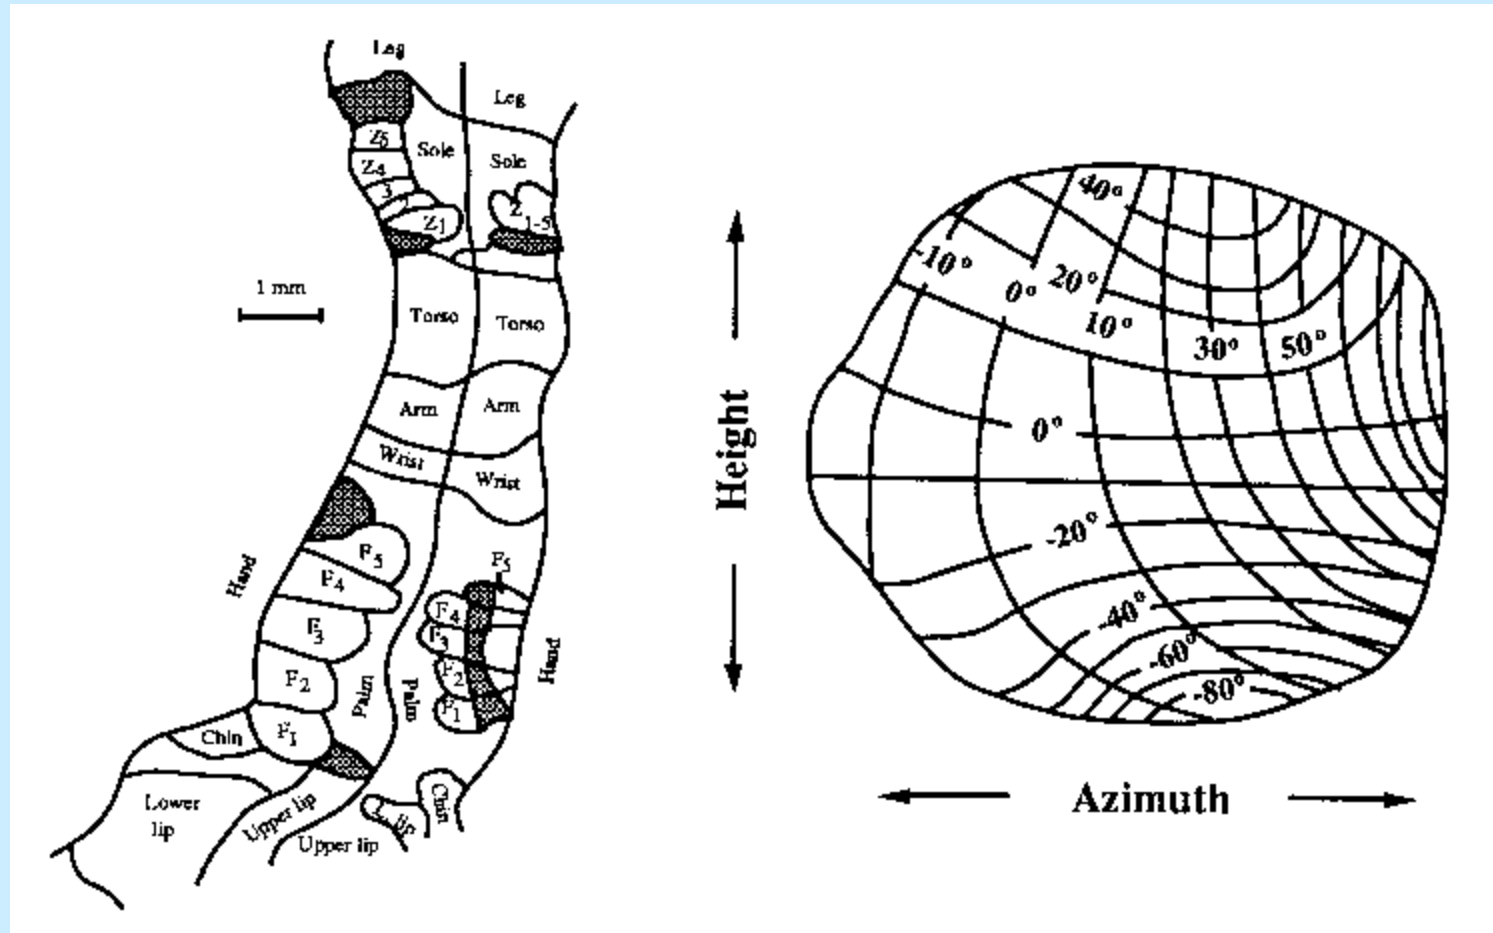 Leg
Leg
Z5
Sole
Sole
Z4
3
2
Z1
Z1-5
1 mm
Torso
Torso
Arm
Arm
Wrist
Wrist
Hand
F5
F4
F3
F2
F1
Palm
Palm
F5
F4
F3
F2
F1
Hand
Chin
Lower
lip
Upper lip
Upper lip
L. lip
Chin
Height
40°
-10°
0°
20°
10°
30°
50°
0°
-20°
-40°
-60°
-80°
Azimuth